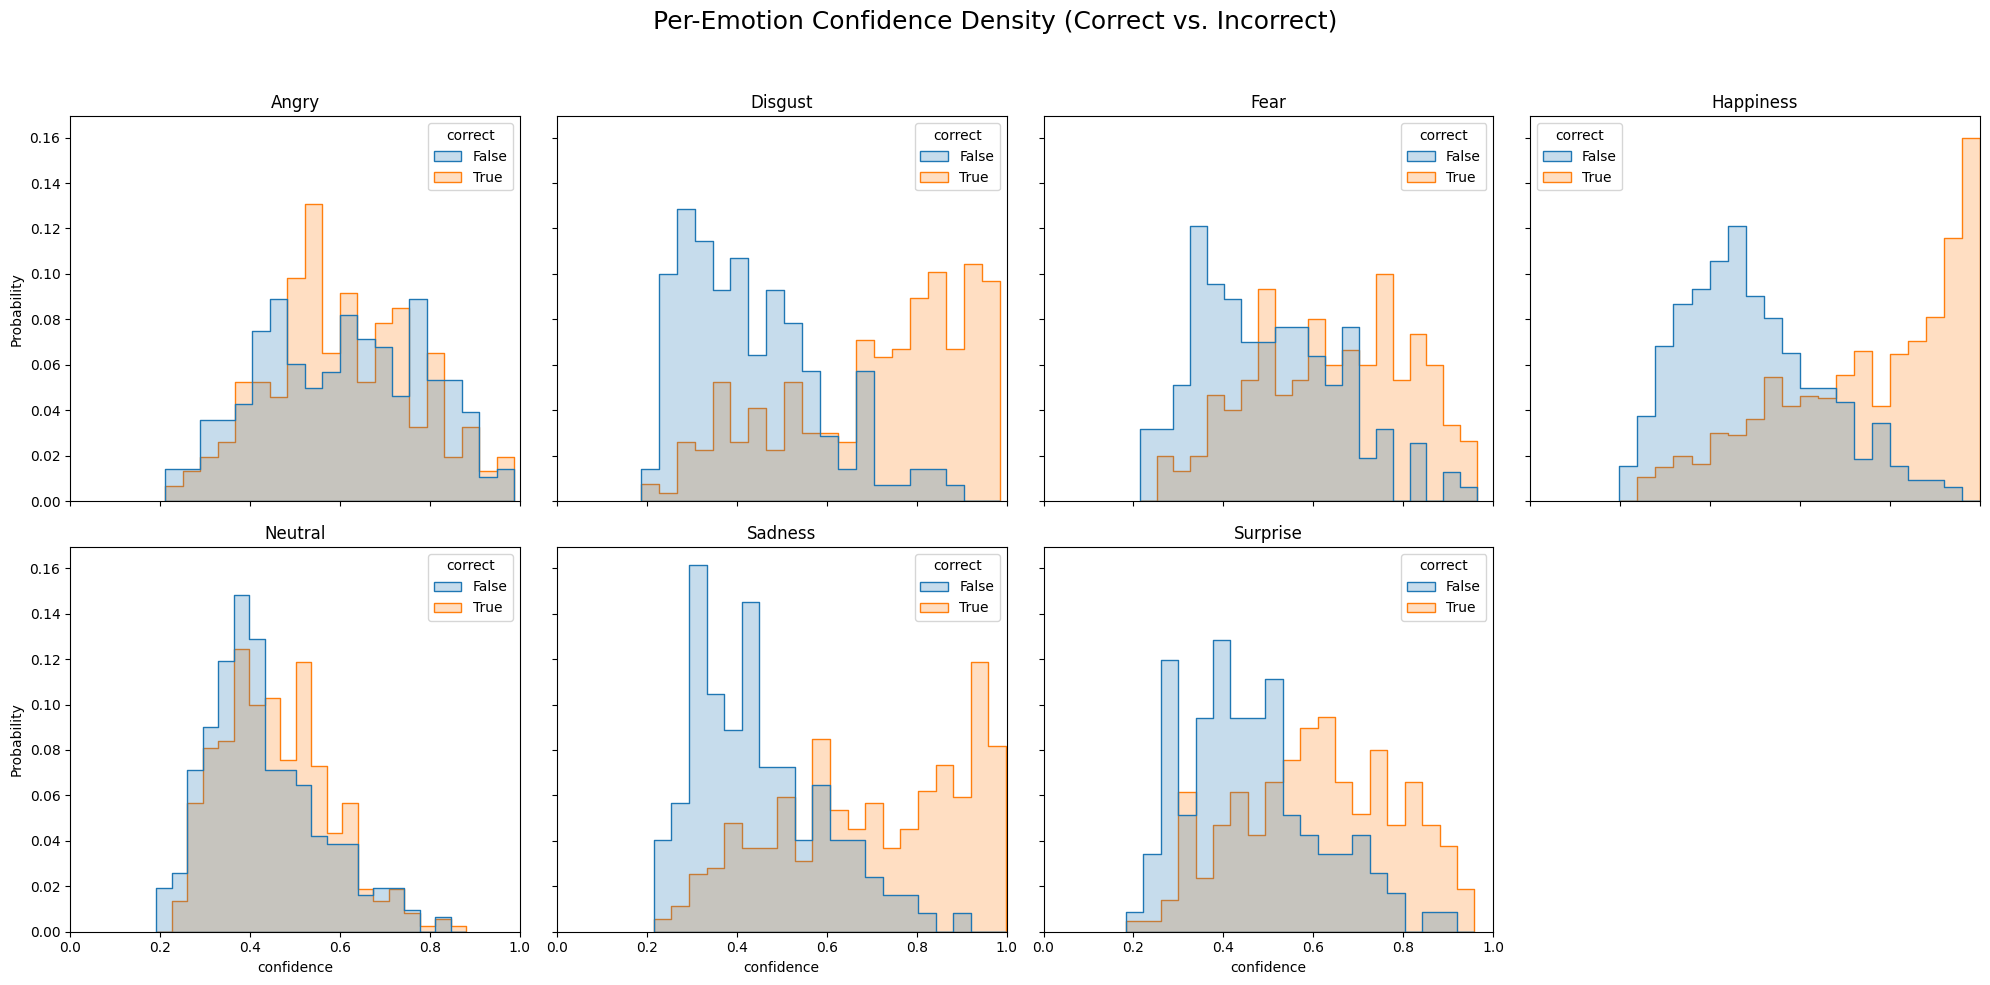 Per-Emotion Confidence Density (Correct vs. Incorrect)
Angry
Disgust
Fear
Happiness
Probability
0.16
0.14
0.12
0.10
0.08
0.06
0.04
0.02
0.00
correct
False
True
correct
False
True
correct
False
True
correct
False
True
Neutral
Sadness
Surprise
Probability
0.16
0.14
0.12
0.10
0.08
0.06
0.04
0.02
0.00
correct
False
True
correct
False
True
correct
False
True
0.0 0.2 0.4 0.6 0.8 1.0
confidence
0.0 0.2 0.4 0.6 0.8 1.0
confidence
0.0 0.2 0.4 0.6 0.8 1.0
confidence